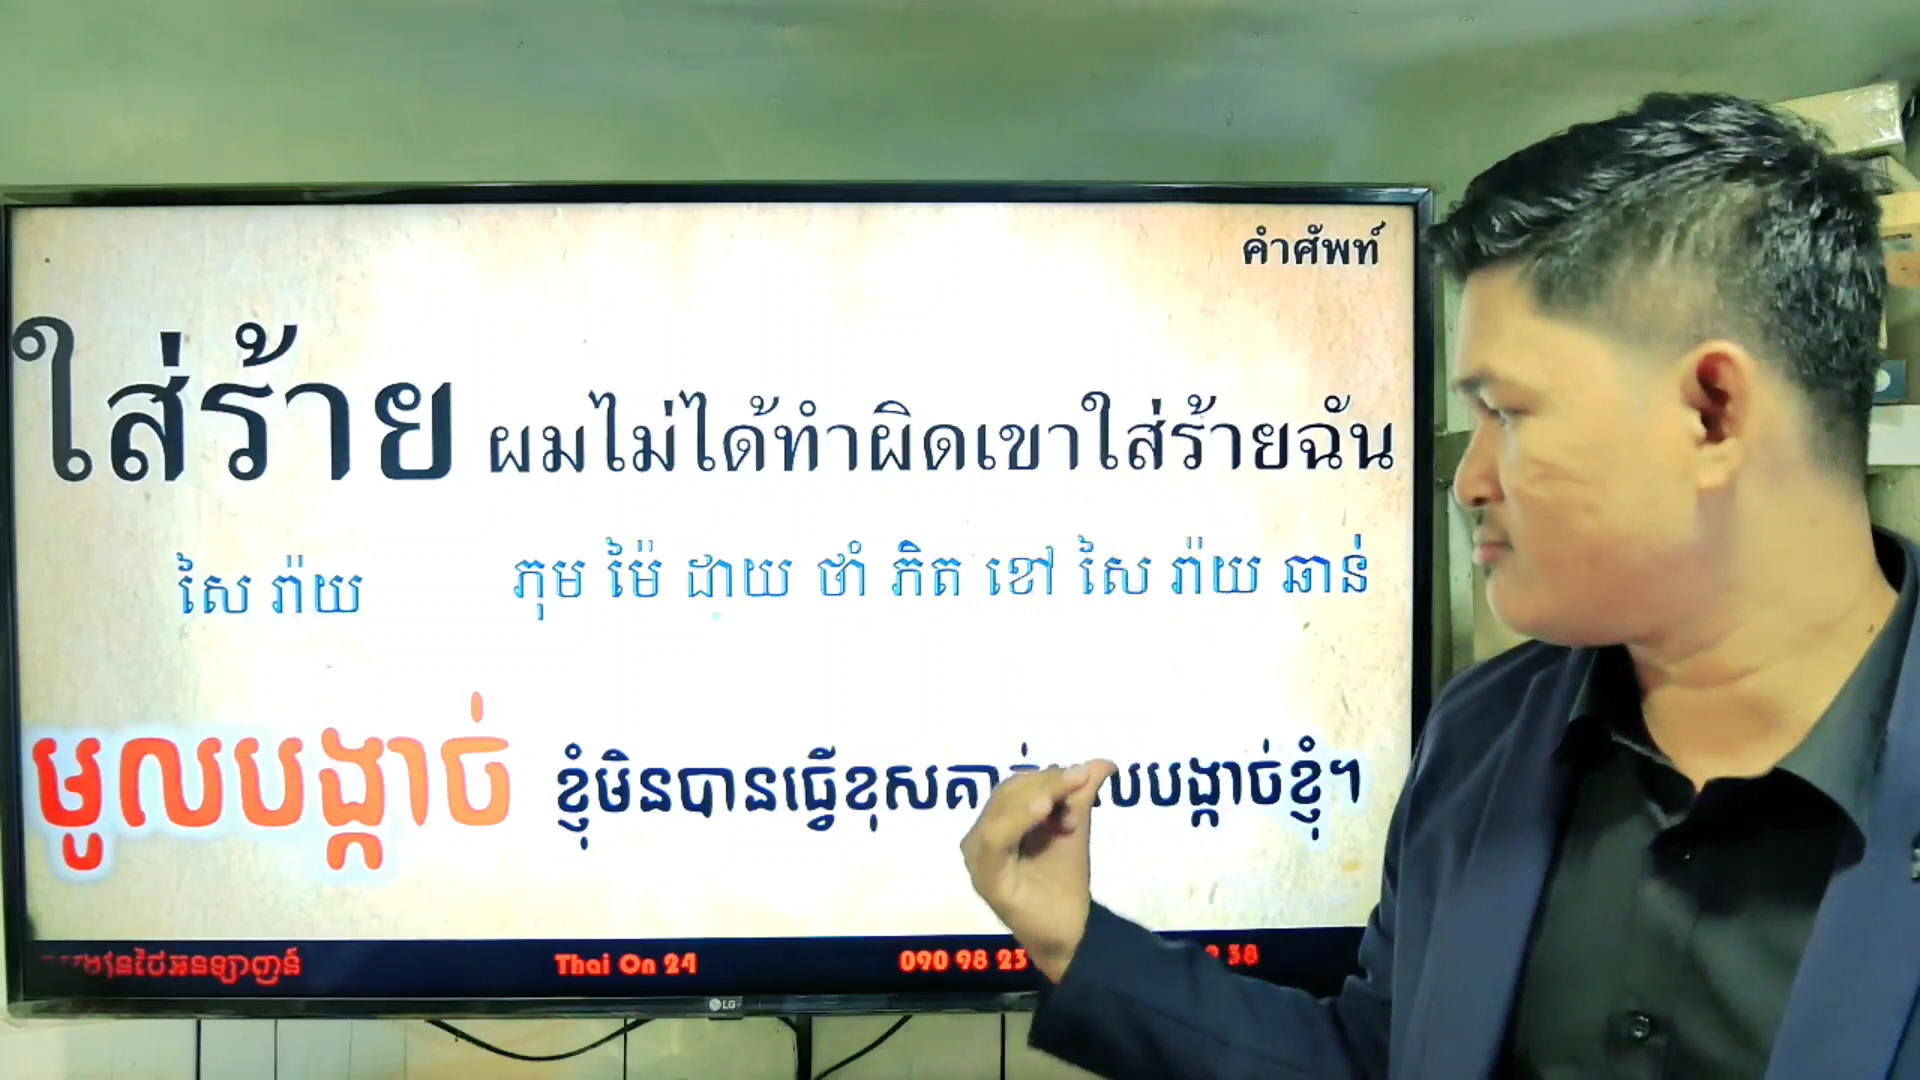 คำศัพท์
ใส่ร้าย ผมไม่ได้ทำผิดเขาใส่ร้ายฉัน
សៃ រ៉ាយ ភុម ម៉ៃ ដាយ ថាំ ភិត ខៅ សៃ រ៉ាយ ឆាន់
មួលបង្កាច់ ខ្ញុំមិនបានធ្វើខុស បង្កាច់ខ្ញុំ។
Thai On 24 090 98 23 38
LG